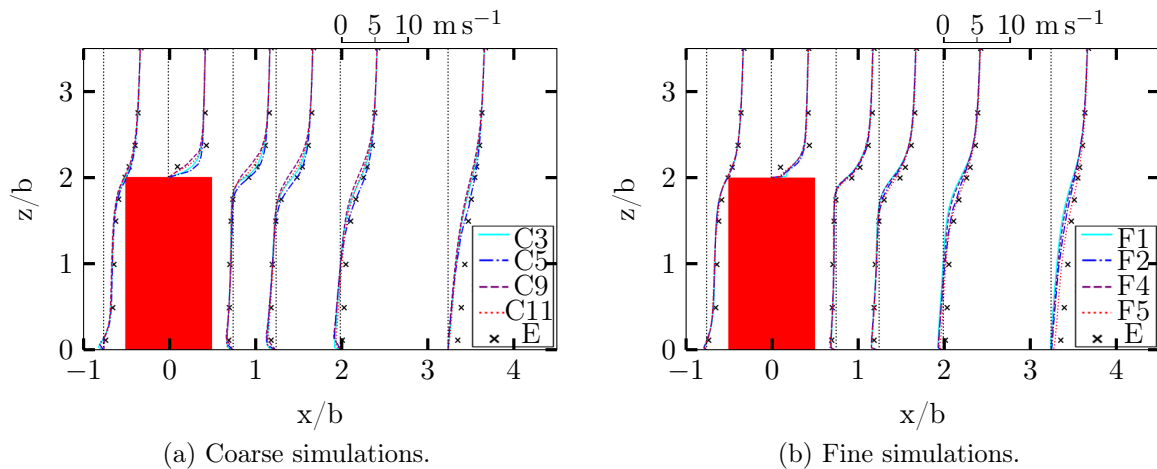 0 5 10 m s⁻¹
3
2
1
0
z/b
C3
C5
C9
C11
E
−1 0 1 2 3 4
x/b
(a) Coarse simulations.
0 5 10 m s⁻¹
3
2
1
0
z/b
F1
F2
F4
F5
E
−1 0 1 2 3 4
x/b
(b) Fine simulations.